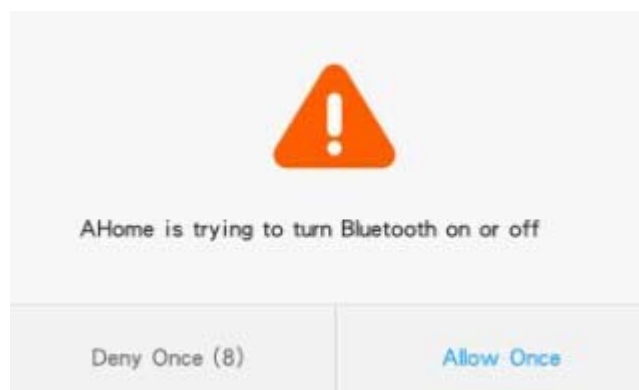 AHome is trying to turn Bluetooth on or off
Deny Once (8)
Allow Once